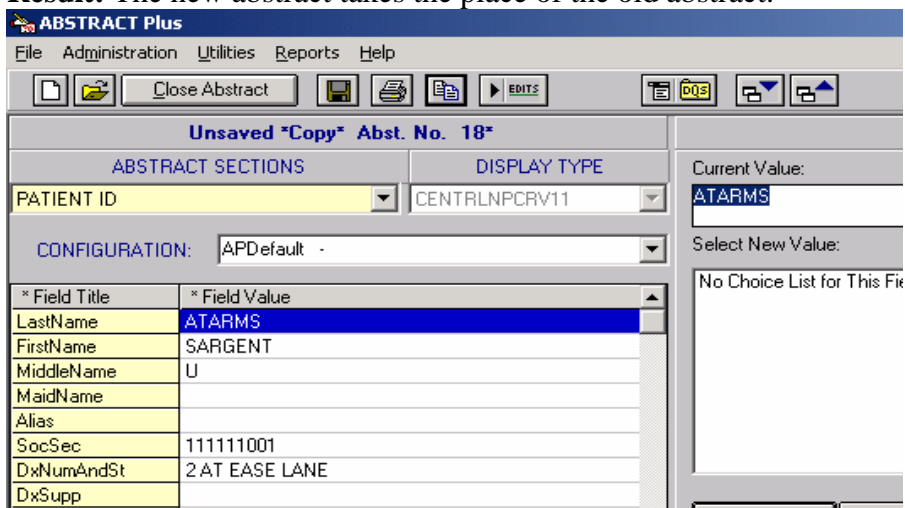 Result: The new abstract takes the place of the old abstract.
ABSTRACT Plus
File Administration Utilities Reports Help
Close Abstract EDITS DQS
Unsaved *Copy* Abst. No. 18*
ABSTRACT SECTIONS DISPLAY TYPE
PATIENT ID CENTRLNPCRV11
CONFIGURATION: APDefault -
* Field Title * Field Value
LastName ATARMS
FirstName SARGENT
MiddleName U
MaidName
Alias
SocSec 111111001
DxNumAndSt 2 AT EASE LANE
DxSupp
Current Value:
ATARMS
Select New Value:
No Choice List for This Fie